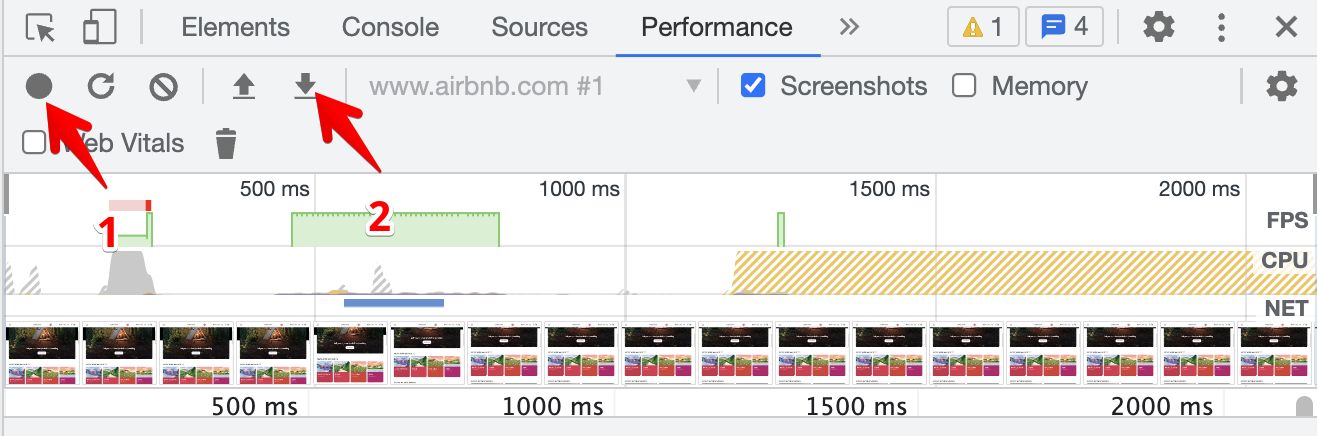 Elements Console Sources Performance 1 4
www.airbnb.com #1 Screenshots Memory
Web Vitals
500 ms 1000 ms 1500 ms 2000 ms
1 2 FPS
CPU
NET
500 ms 1000 ms 1500 ms 2000 ms